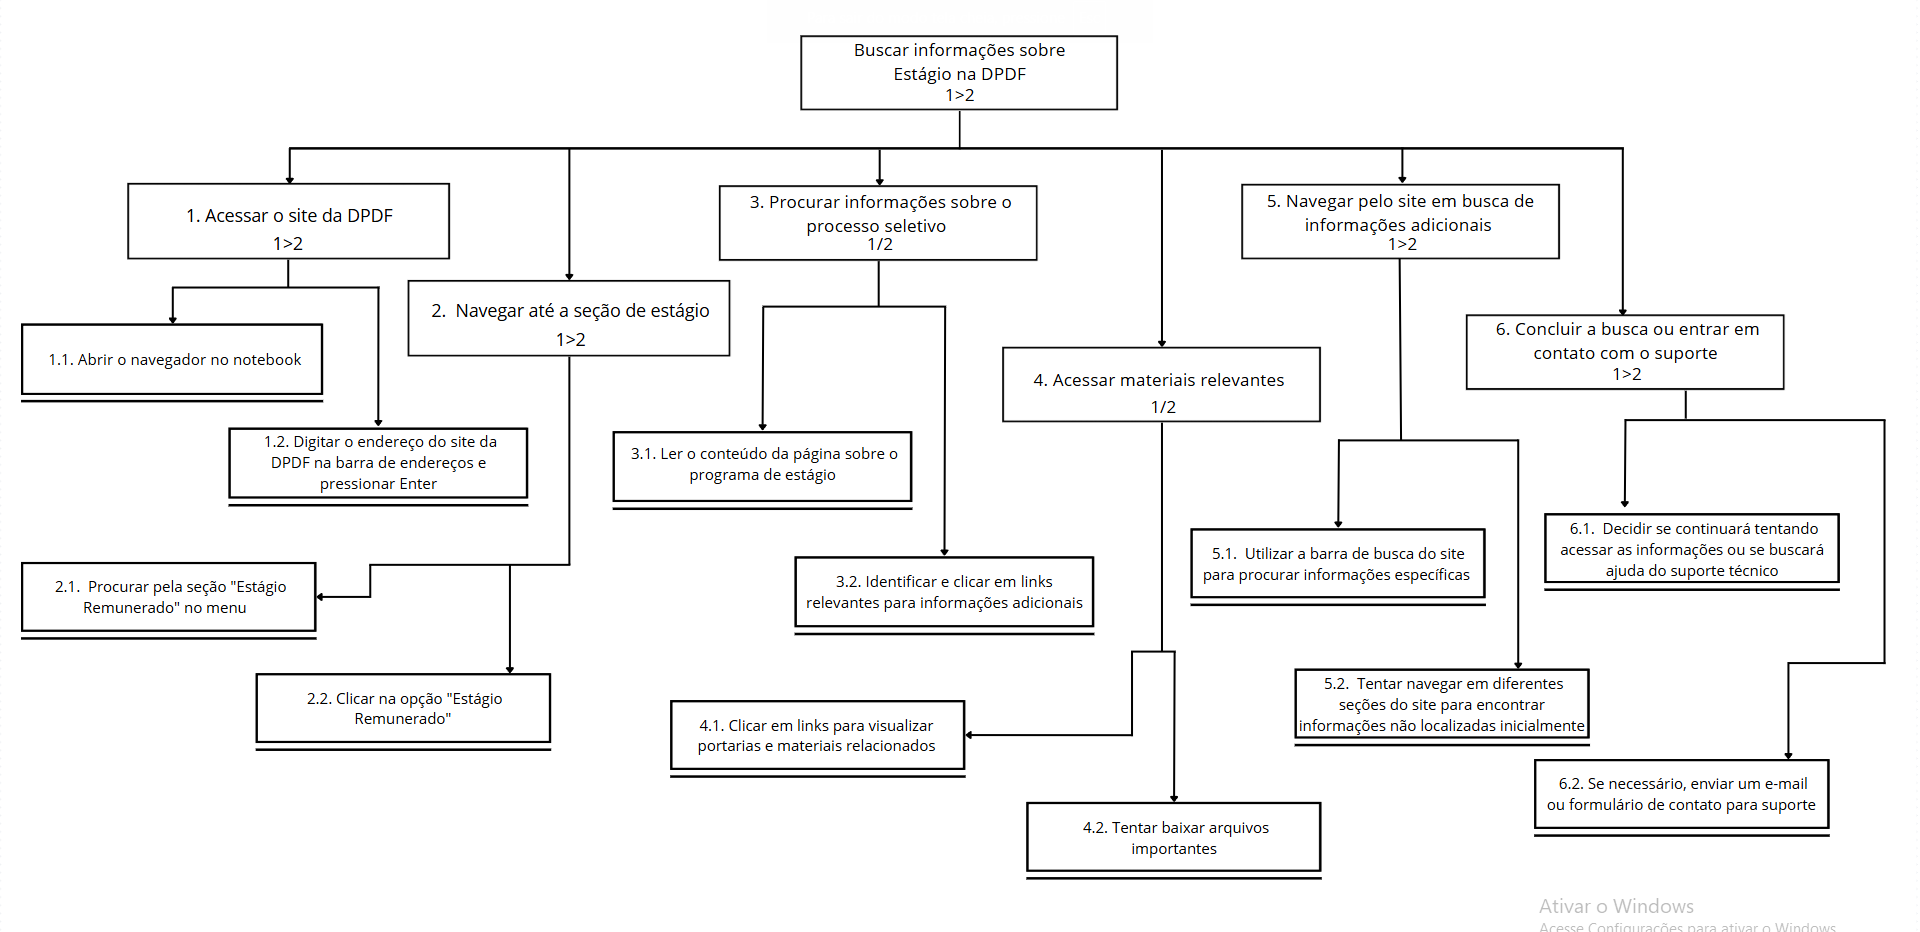 Buscar informações sobre
Estágio na DPDF
1>2
1. Acessar o site da DPDF
1>2
3. Procurar informações sobre o
processo seletivo
1/2
5. Navegar pelo site em busca de
informações adicionais
1>2
2. Navegar até a seção de estágio
1>2
6. Concluir a busca ou entrar em
contato com o suporte
1>2
1.1. Abrir o navegador no notebook
4. Acessar materiais relevantes
1/2
1.2. Digitar o endereço do site da
DPDF na barra de endereços e
pressionar Enter
3.1. Ler o conteúdo da página sobre o
programa de estágio
6.1. Decidir se continuará tentando
acessar as informações ou se buscará
ajuda do suporte técnico
5.1. Utilizar a barra de busca do site
para procurar informações específicas
2.1. Procurar pela seção "Estágio
Remunerado" no menu
3.2. Identificar e clicar em links
relevantes para informações adicionais
2.2. Clicar na opção "Estágio
Remunerado"
5.2. Tentar navegar em diferentes
seções do site para encontrar
informações não localizadas inicialmente
4.1. Clicar em links para visualizar
portarias e materiais relacionados
6.2. Se necessário, enviar um e-mail
ou formulário de contato para suporte
4.2. Tentar baixar arquivos
importantes
Ativar o Windows
Acesse Configurações para ativar o Windows